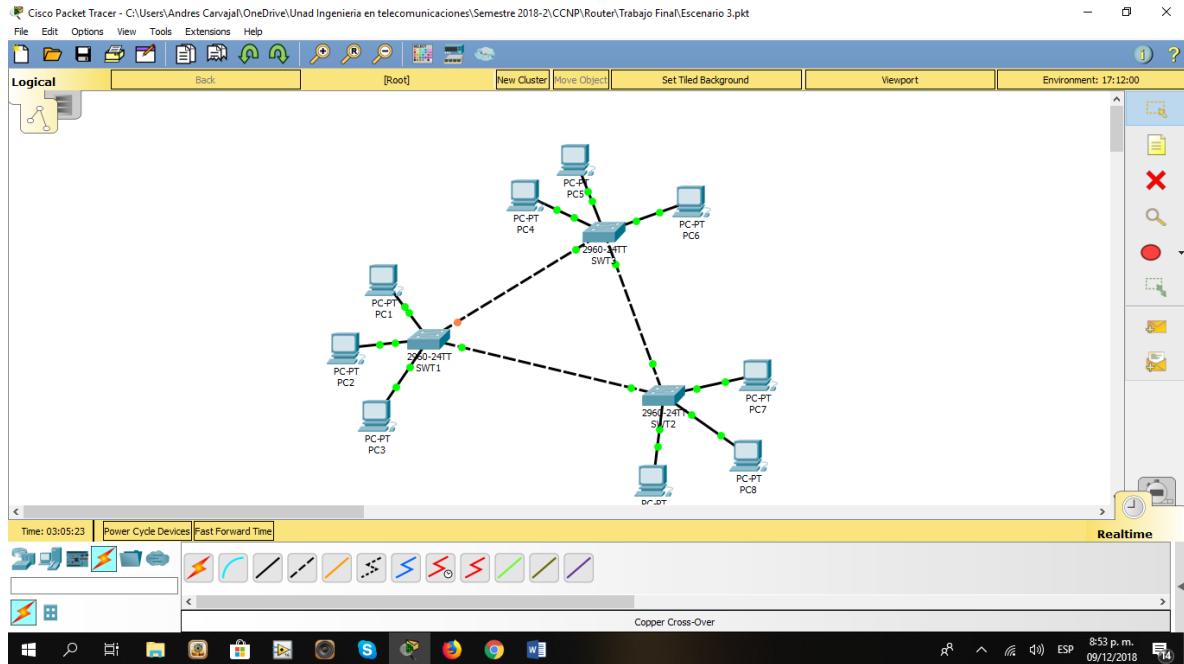 Cisco Packet Tracer - C:\Users\Andres Carvajal\OneDrive\Unad Ingenieria en telecomunicaciones\Semestre 2018-2\CCNP\Router\Trabajo Final\Escenario 3.pkt
File Edit Options View Tools Extensions Help
Logical Back [Root] New Cluster Move Object Set Tiled Background Viewport Environment: 17:12:00
PC-PT
PC5
PC-PT
PC4
PC-PT
PC6
2960-24TT
SWT3
PC-PT
PC1
2960-24TT
SWT1
PC-PT
PC2
PC-PT
PC3
PC-PT
PC7
2960-24TT
SWT2
PC-PT
PC8
PC-PT
Time: 03:05:23 Power Cycle Devices Fast Forward Time Realtime
Copper Cross-Over
ESP
8:53 p. m.
09/12/2018
14